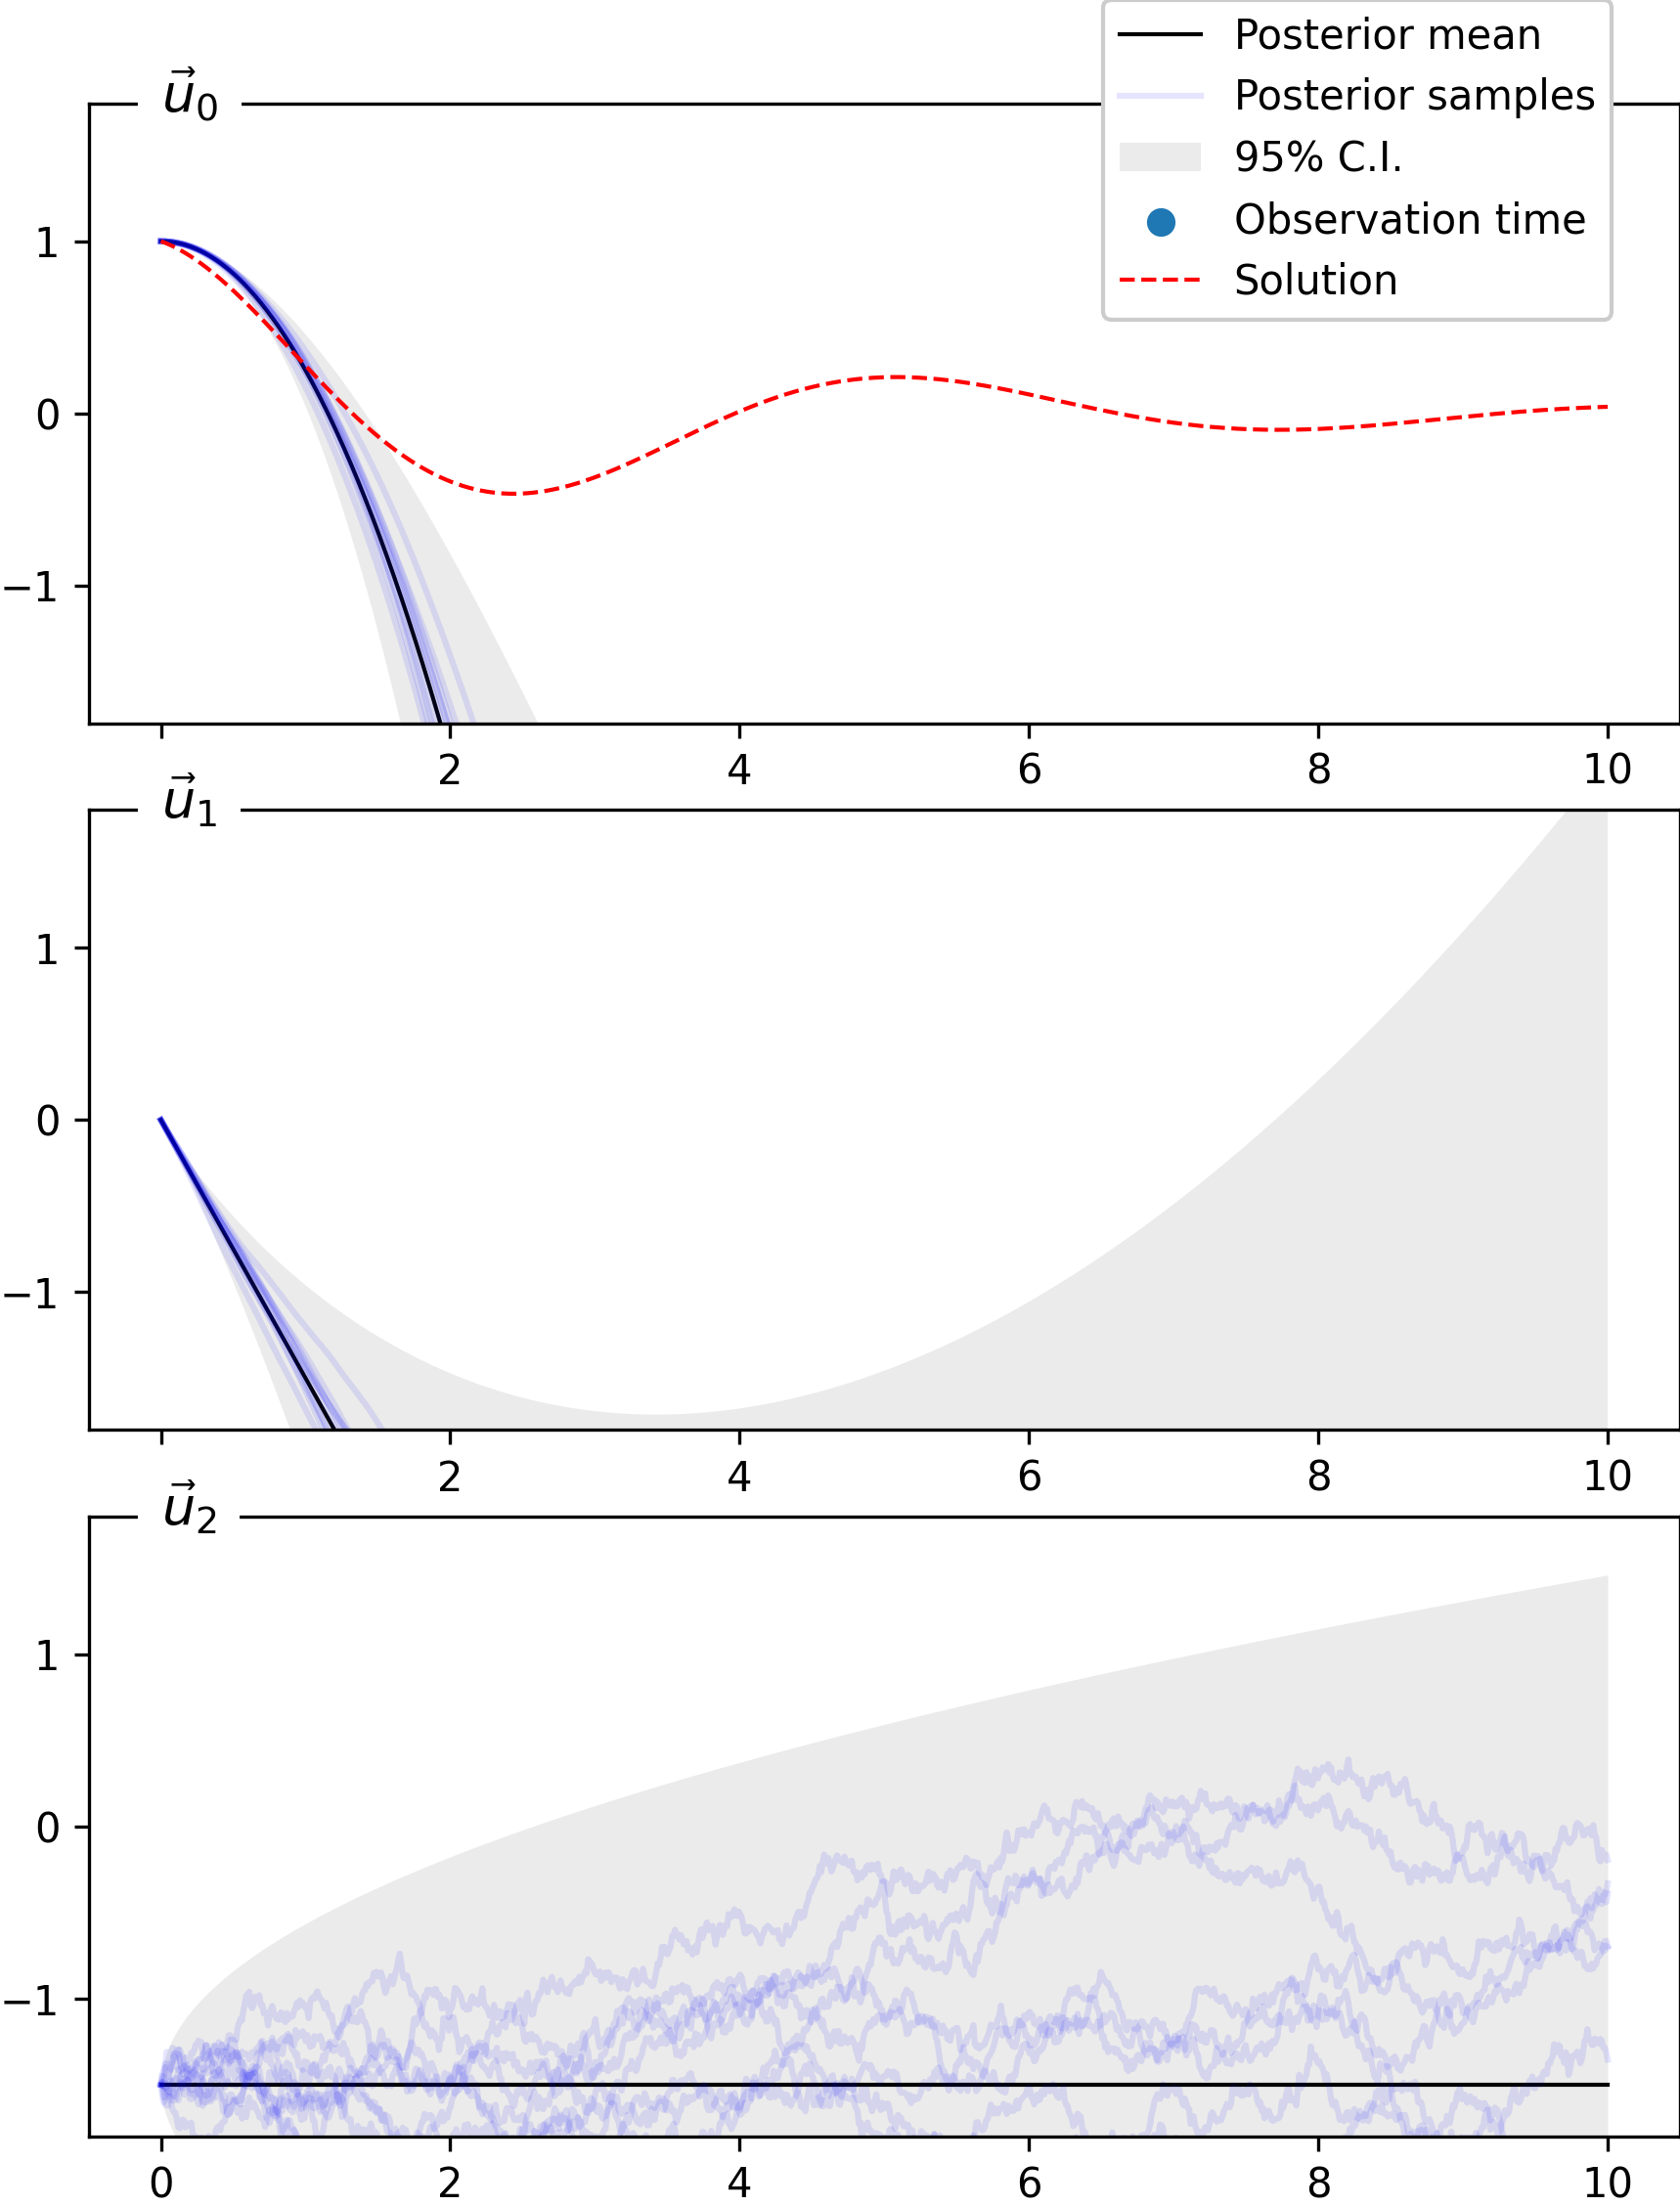 Posterior mean
Posterior samples
95% C.I.
Observation time
Solution
u⃗₀
1
0
−1
2 4 6 8 10
u⃗₁
1
0
−1
2 4 6 8 10
u⃗₂
1
0
−1
0 2 4 6 8 10